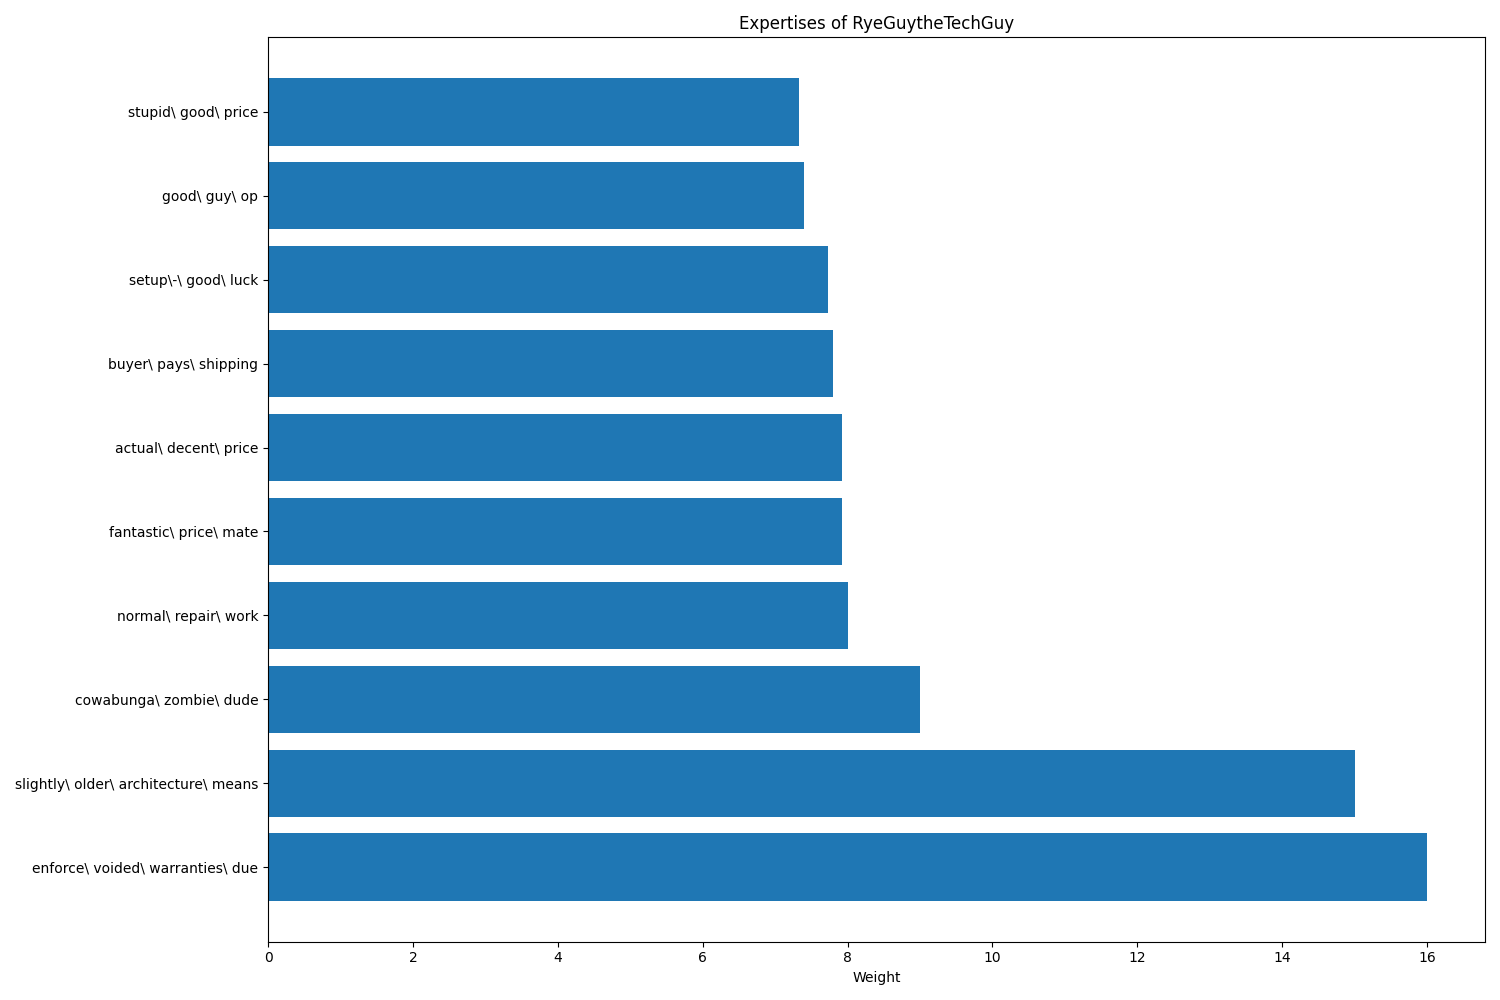 Expertises of RyeGuytheTechGuy
stupid\ good\ price
good\ guy\ op
setup\-\ good\ luck
buyer\ pays\ shipping
actual\ decent\ price
fantastic\ price\ mate
normal\ repair\ work
cowabunga\ zombie\ dude
slightly\ older\ architecture\ means
enforce\ voided\ warranties\ due
0 2 4 6 8 10 12 14 16
Weight